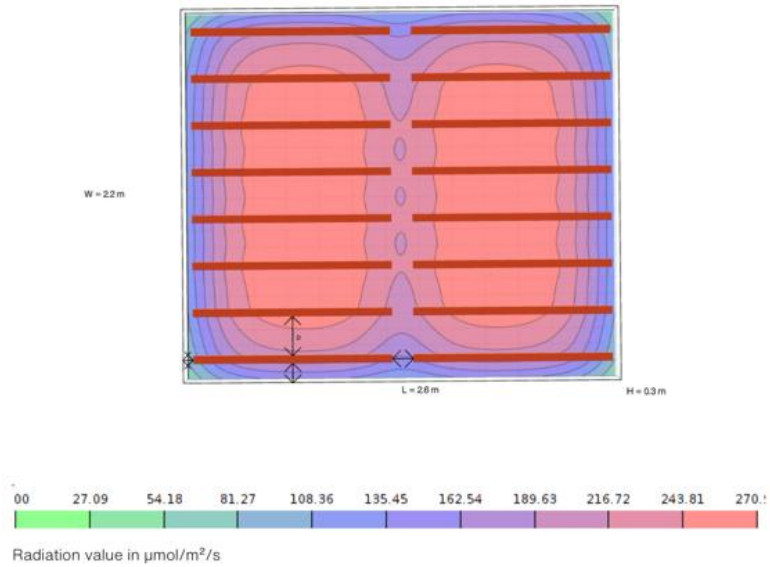 W = 2.2 m
L = 2.6 m
H = 0.3 m
00 27.09 54.18 81.27 108.36 135.45 162.54 189.63 216.72 243.81 270.
Radiation value in μmol/m²/s